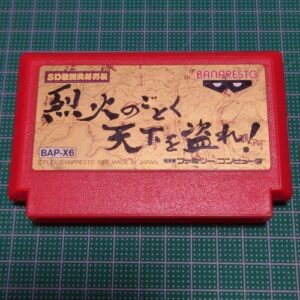 SD戦国武将列伝
BANPRESTO
烈火のごとく
天下を盗れ!
BAP-X6
©PLEX/BANPRESTO 1990 MADE IN JAPAN
ファミリーコンピュータ